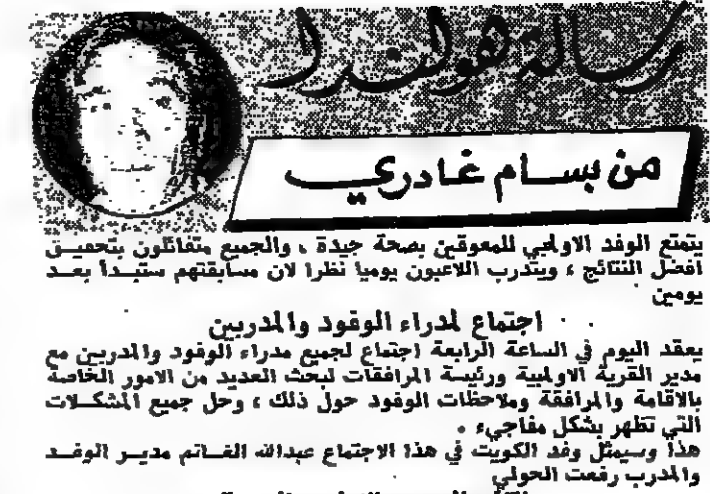 رسالة هولندا
من بسام غادري
يتمتع الوفد الاولمبي للمعوقين بصحة جيدة ، والجميع متفائلون بتحقيق
افضل النتائج ، ويتدرب اللاعبون يوميا نظرا لان مسابقتهم ستبدأ بعد
يومين
اجتماع لمدراء الوفود والمدربين
يعقد اليوم في الساعة الرابعة اجتماع لجميع مدراء الوفود والمدربين مع
مدير القرية الاولمبية ورئيسة المرافقات لبحث العديد من الامور الخاصة
بالاقامة والمرافقة وملاحظات الوفود حول ذلك ، وحل جميع المشكلات
التي تظهر بشكل مفاجيء .
هذا وسيمثل وفد الكويت في هذا الاجتماع عبدالله الغانم مدير الوفد
والمدرب رفعت الحولي